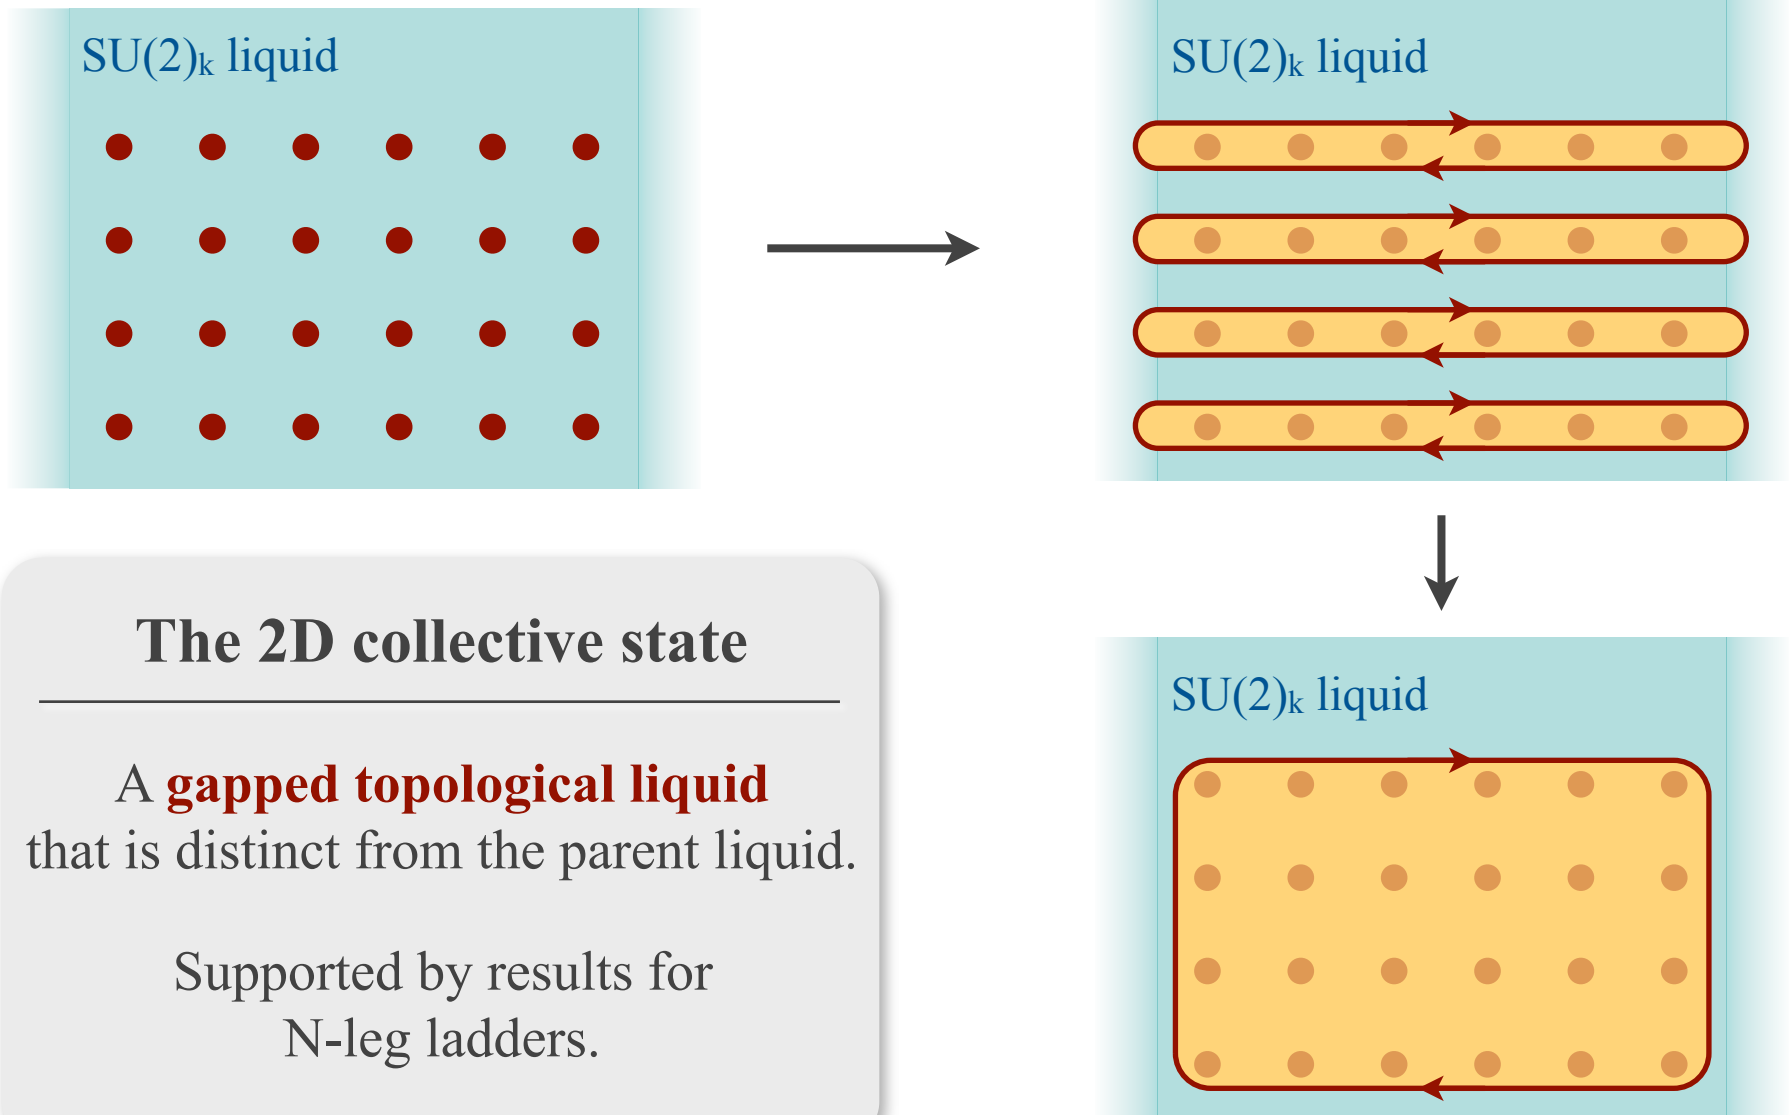 SU(2)ₖ liquid
SU(2)ₖ liquid
The 2D collective state
A gapped topological liquid
that is distinct from the parent liquid.
Supported by results for
N-leg ladders.
SU(2)ₖ liquid